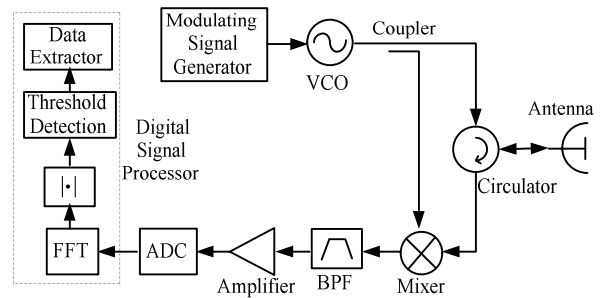 Data
Extractor
Threshold
Detection
|•|
FFT
Digital
Signal
Processor
Modulating
Signal
Generator
VCO
Coupler
Antenna
Circulator
ADC
Amplifier
BPF
Mixer